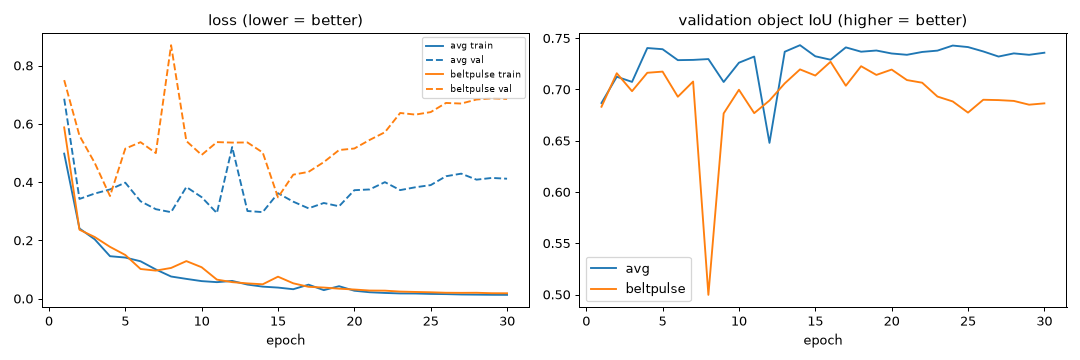 loss (lower = better)
avg train
avg val
beltpulse train
beltpulse val
0.8
0.6
0.4
0.2
0.0
0 5 10 15 20 25 30
epoch
validation object IoU (higher = better)
0.75
0.70
0.65
0.60
0.55
0.50
avg
beltpulse
0 5 10 15 20 25 30
epoch